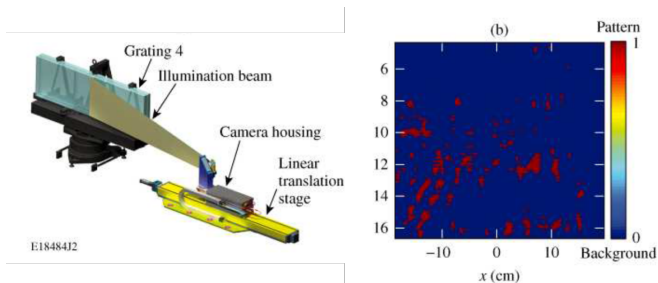 Grating 4
Illumination beam
Camera housing
Linear
translation
stage
E18484J2
(b)
Pattern
1
6
8
10
12
14
16
0
−10
0
10
Background
x (cm)